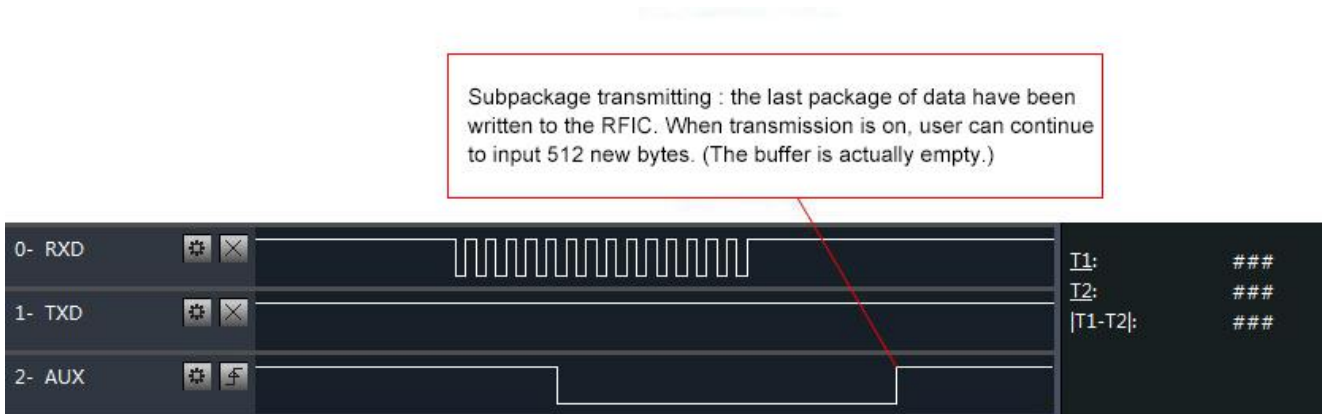 Subpackage transmitting : the last package of data have been
written to the RFIC. When transmission is on, user can continue
to input 512 new bytes. (The buffer is actually empty.)
0- RXD
T1: ###
T2: ###
1- TXD
|T1-T2|: ###
2- AUX